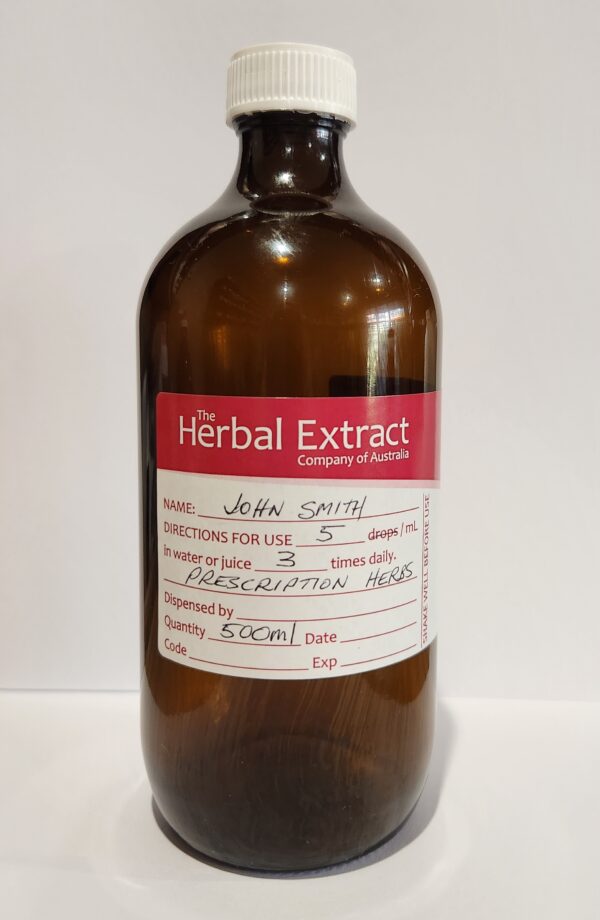 The
Herbal Extract
Company of Australia
NAME: JOHN SMITH
DIRECTIONS FOR USE 5 drops / mL
in water or juice 3 times daily.
PRESCRIPTION HERBS
Dispensed by
Quantity 500ml Date
Code Exp
SHAKE WELL BEFORE USE